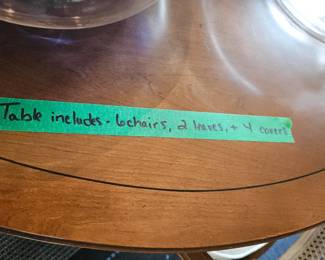 Table includes - 6 chairs, 2 leaves, + 4 covers